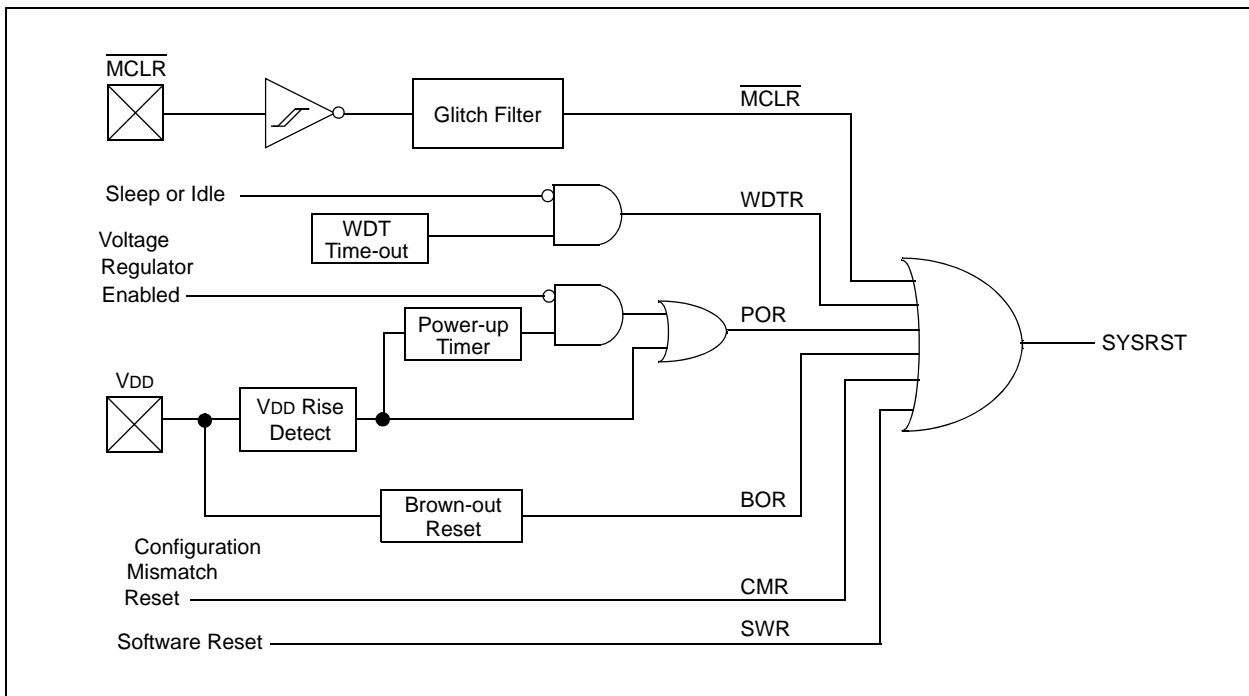 MCLR
Glitch Filter
MCLR
Sleep or Idle
WDT
Time-out
WDTR
Voltage
Regulator
Enabled
Power-up
Timer
POR
SYSRST
VDD
VDD Rise
Detect
Brown-out
Reset
BOR
Configuration
Mismatch
Reset
CMR
Software Reset
SWR